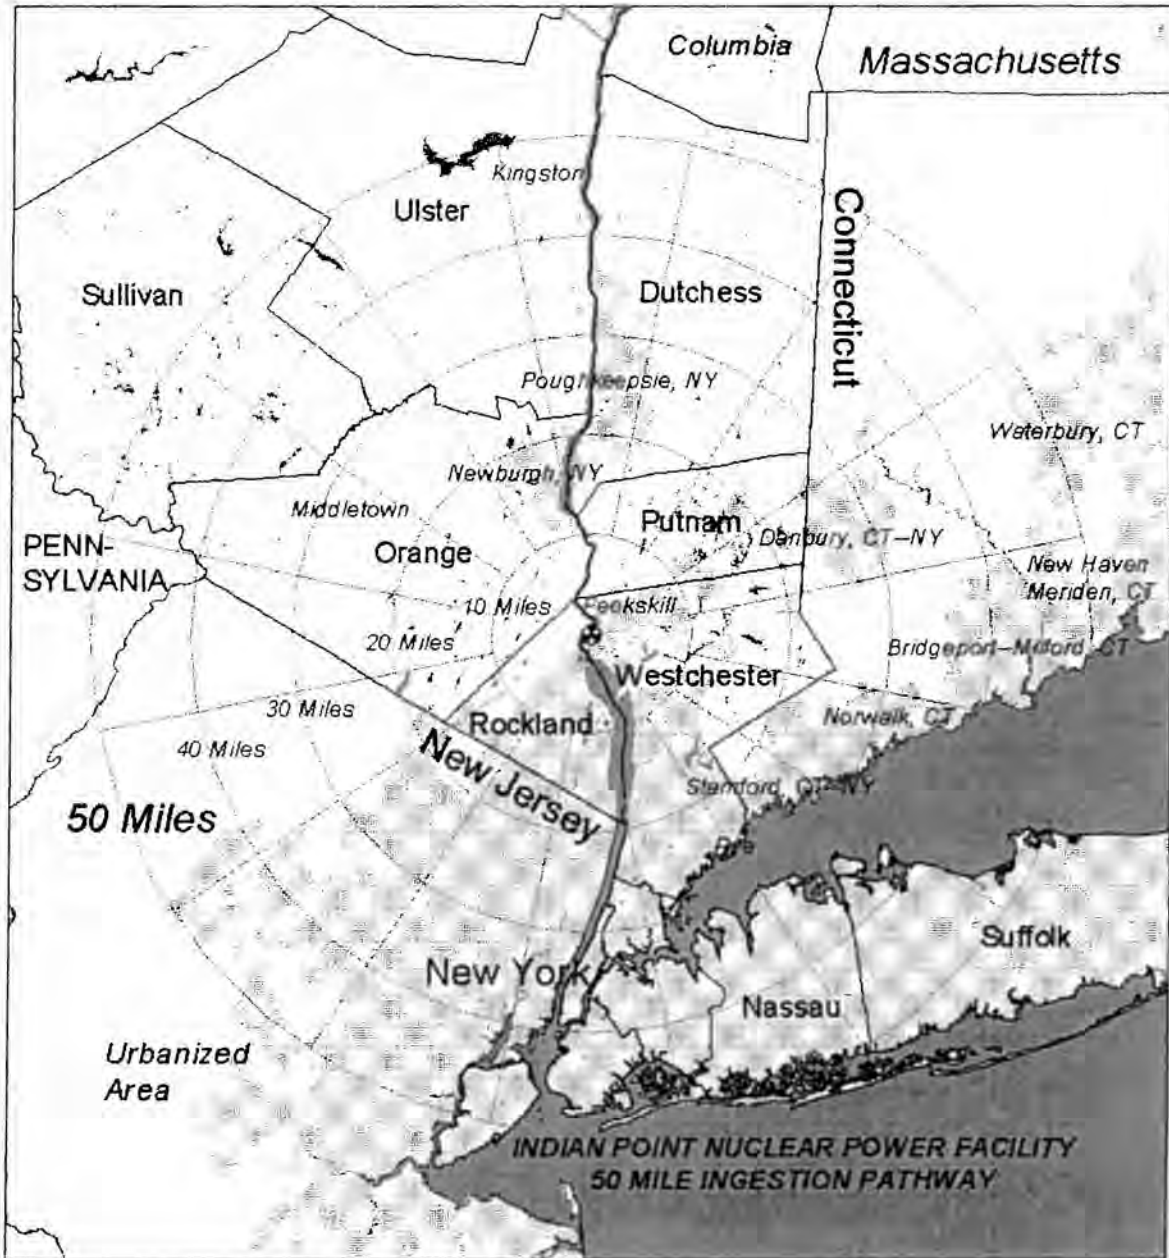 Columbia
Massachusetts
Kingston
Ulster
Connecticut
Sullivan
Dutchess
Poughkeepsie, NY
Waterbury, CT
Newburgh, NY
Middletown
Putnam
Orange
Danbury, CT-NY
PENN-
SYLVANIA
New Haven
Meriden, CT
10 Miles
Peekskill
20 Miles
Bridgeport-Milford, CT
Westchester
30 Miles
Rockland
Norwalk, CT
40 Miles
New Jersey
Stamford, CT-NY
50 Miles
Rye
Suffolk
New York
Nassau
Urbanized
Area
INDIAN POINT NUCLEAR POWER FACILITY
50 MILE INGESTION PATHWAY